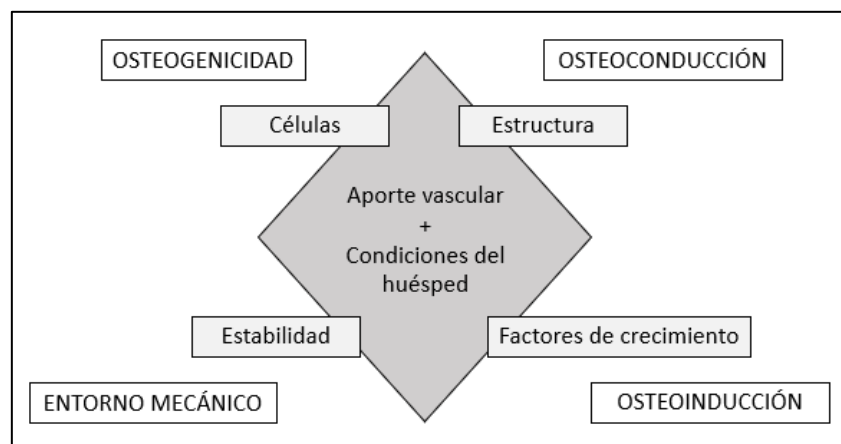 OSTEOGENICIDAD
OSTEOCONDUCCIÓN
Células
Estructura
Aporte vascular
+
Condiciones del
huésped
Estabilidad
Factores de crecimiento
ENTORNO MECÁNICO
OSTEOINDUCCIÓN